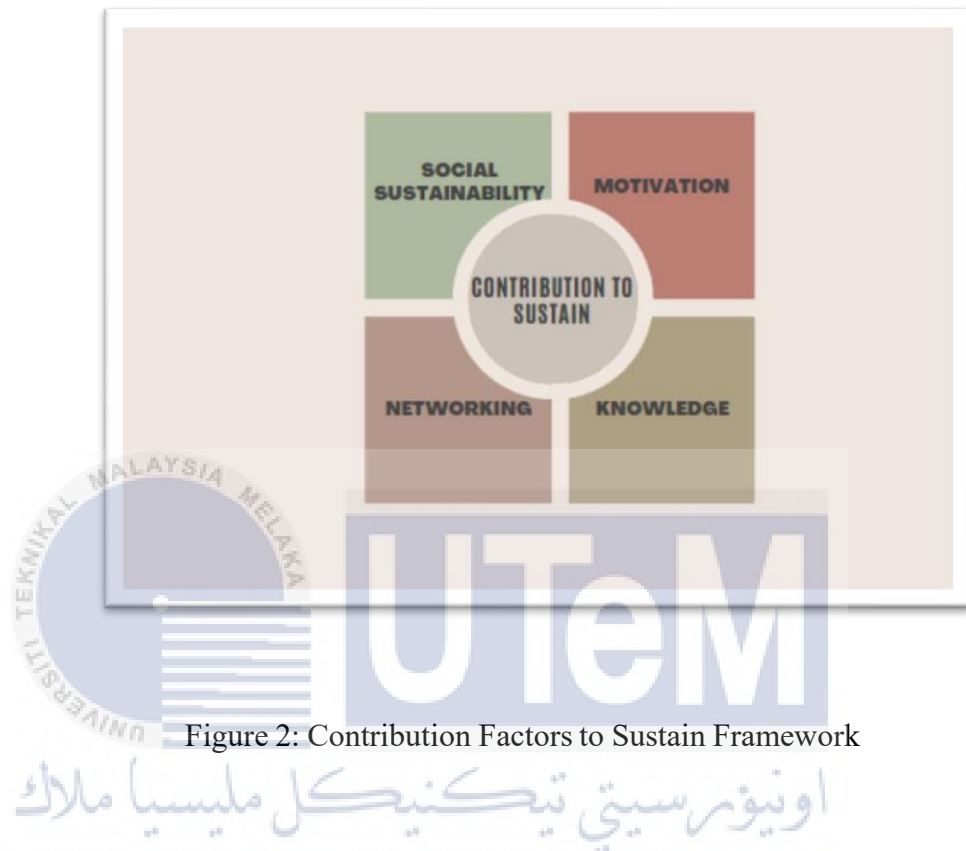 SOCIAL
SUSTAINABILITY
MOTIVATION
CONTRIBUTION TO
SUSTAIN
NETWORKING
KNOWLEDGE
UNIVERSITI TEKNIKAL MALAYSIA MELAKA
UTeM
Figure 2: Contribution Factors to Sustain Framework
اونيۏرسيتي تيكنيكل مليسيا ملاك